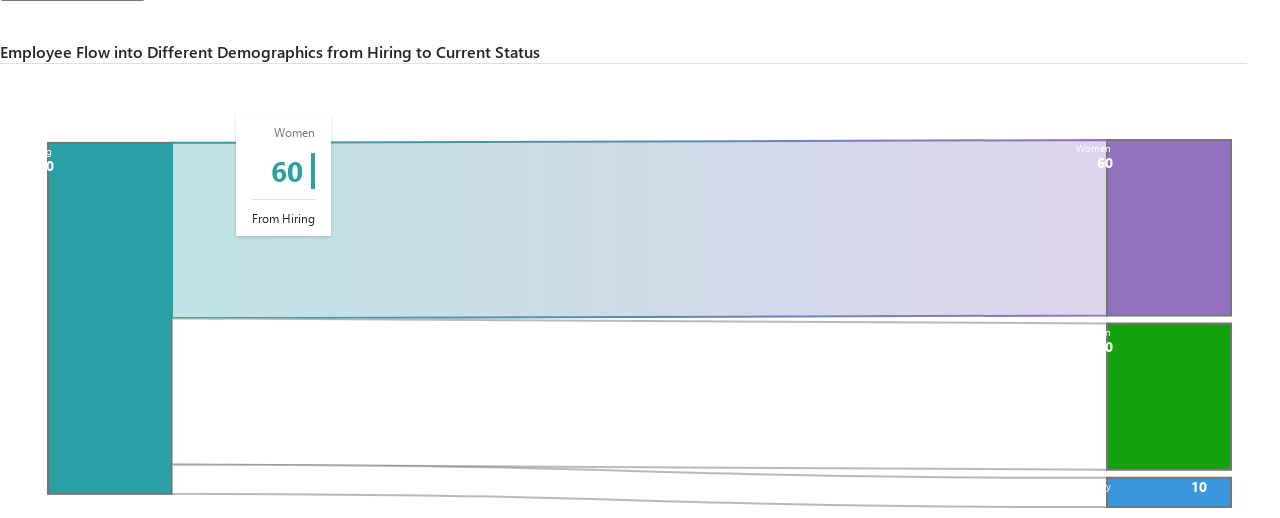 Employee Flow into Different Demographics from Hiring to Current Status
Women
60
From Hiring
g
0
Women
60
n
0
y
10